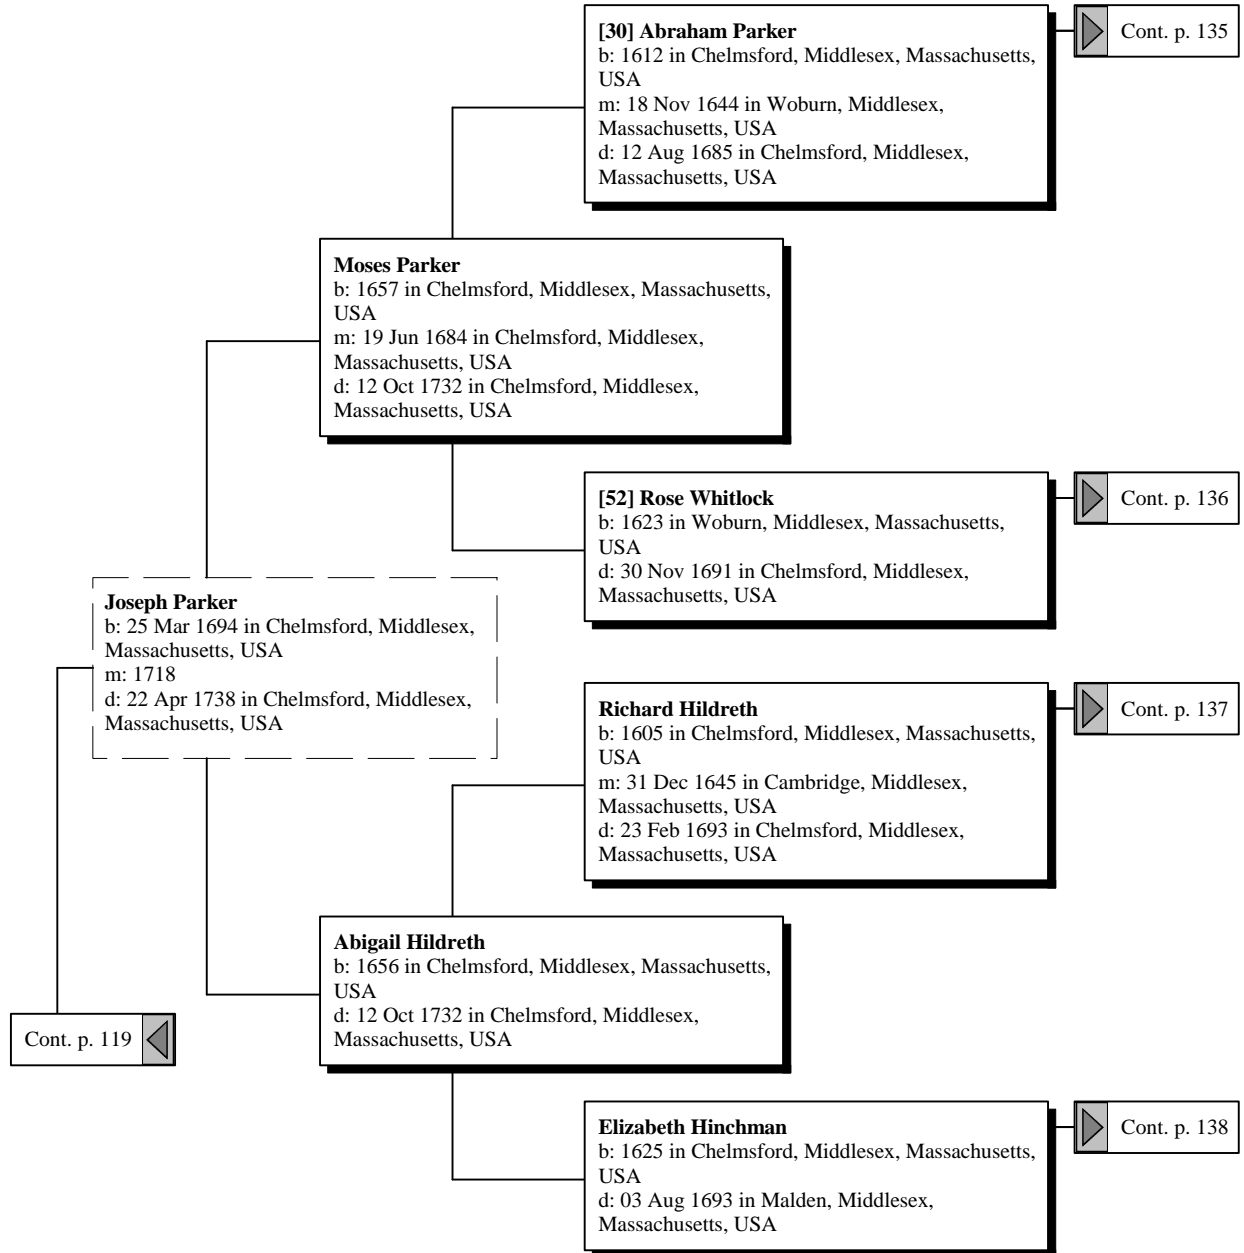 [30] Abraham Parker
b: 1612 in Chelmsford, Middlesex, Massachusetts,
USA
m: 18 Nov 1644 in Woburn, Middlesex,
Massachusetts, USA
d: 12 Aug 1685 in Chelmsford, Middlesex,
Massachusetts, USA
Cont. p. 135
Moses Parker
b: 1657 in Chelmsford, Middlesex, Massachusetts,
USA
m: 19 Jun 1684 in Chelmsford, Middlesex,
Massachusetts, USA
d: 12 Oct 1732 in Chelmsford, Middlesex,
Massachusetts, USA
[52] Rose Whitlock
b: 1623 in Woburn, Middlesex, Massachusetts,
USA
d: 30 Nov 1691 in Chelmsford, Middlesex,
Massachusetts, USA
Cont. p. 136
Joseph Parker
b: 25 Mar 1694 in Chelmsford, Middlesex,
Massachusetts, USA
m: 1718
d: 22 Apr 1738 in Chelmsford, Middlesex,
Massachusetts, USA
Richard Hildreth
b: 1605 in Chelmsford, Middlesex, Massachusetts,
USA
m: 31 Dec 1645 in Cambridge, Middlesex,
Massachusetts, USA
d: 23 Feb 1693 in Chelmsford, Middlesex,
Massachusetts, USA
Cont. p. 137
Abigail Hildreth
b: 1656 in Chelmsford, Middlesex, Massachusetts,
USA
d: 12 Oct 1732 in Chelmsford, Middlesex,
Massachusetts, USA
Cont. p. 119
Elizabeth Hinchman
b: 1625 in Chelmsford, Middlesex, Massachusetts,
USA
d: 03 Aug 1693 in Malden, Middlesex,
Massachusetts, USA
Cont. p. 138